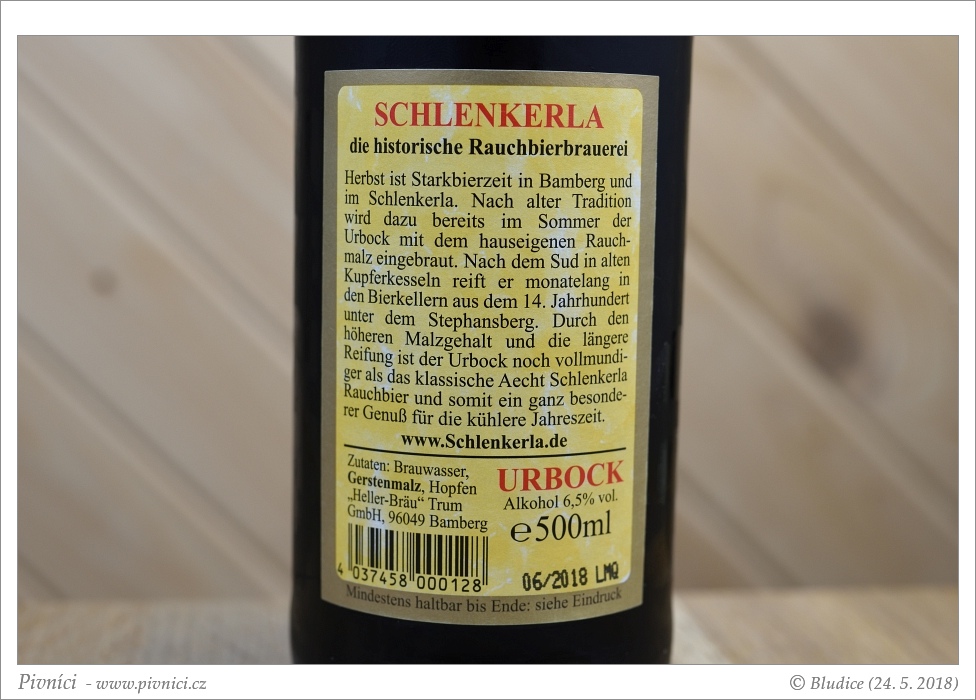 SCHLENKERLA
die historische Rauchbierbrauerei
Herbst ist Starkbierzeit in Bamberg und
im Schlenkerla. Nach alter Tradition
wird dazu bereits im Sommer der
Urbock mit dem hauseigenen Rauch-
malz eingebraut. Nach dem Sud in alten
Kupferkesseln reift er monatelang in
den Bierkellern aus dem 14. Jahrhundert
unter dem Stephansberg. Durch den
höheren Malzgehalt und die längere
Reifung ist der Urbock noch vollmundi-
ger als das klassische Aecht Schlenkerla
Rauchbier und somit ein ganz besonde-
rer Genuß für die kühlere Jahreszeit.
www.Schlenkerla.de
Zutaten: Brauwasser,
Gerstenmalz, Hopfen
„Heller-Bräu“ Trum
GmbH, 96049 Bamberg
URBOCK
Alkohol 6,5% vol.
℮500ml
4 037458 000128
06/2018 LMQ
Mindestens haltbar bis Ende: siehe Eindruck
Pivníci - www.pivnici.cz
© Bludice (24. 5. 2018)